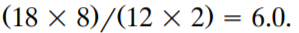 (18 × 8)/(12 × 2) = 6.0.